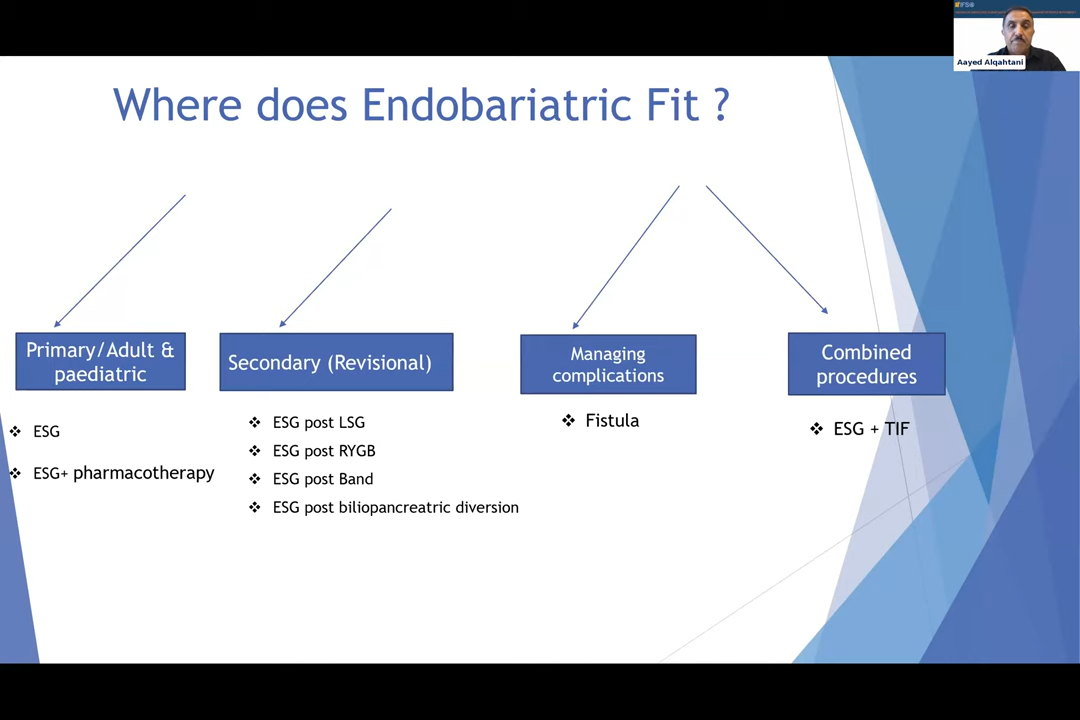 IFSO
Aayed Alqahtani
Where does Endobariatric Fit ?
Primary/Adult &
paediatric
❖ ESG
❖ ESG+ pharmacotherapy
Secondary (Revisional)
❖ ESG post LSG
❖ ESG post RYGB
❖ ESG post Band
❖ ESG post biliopancreatric diversion
Managing
complications
❖ Fistula
Combined
procedures
❖ ESG + TIF